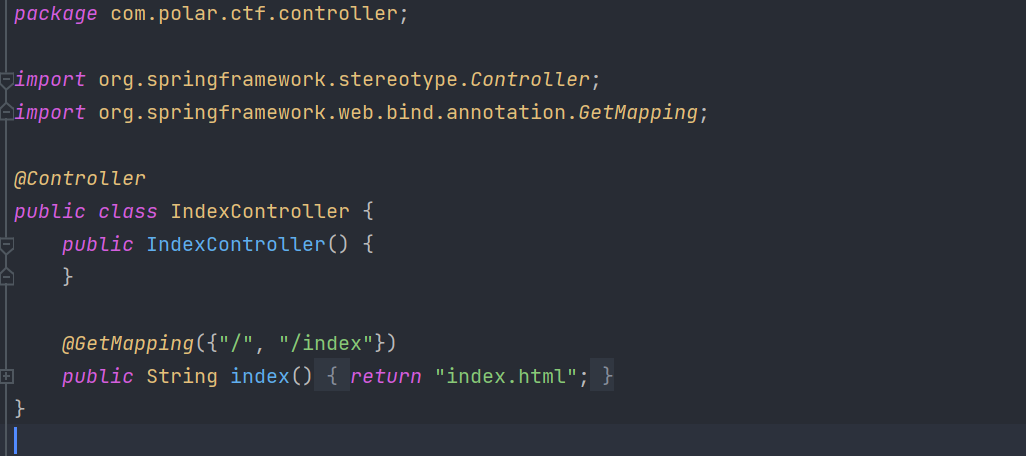 package com.polar.ctf.controller;
import org.springframework.stereotype.Controller;
import org.springframework.web.bind.annotation.GetMapping;
@Controller
public class IndexController {
    public IndexController() {
    }
    @GetMapping({"/", "/index"})
    public String index() { return "index.html"; }
}